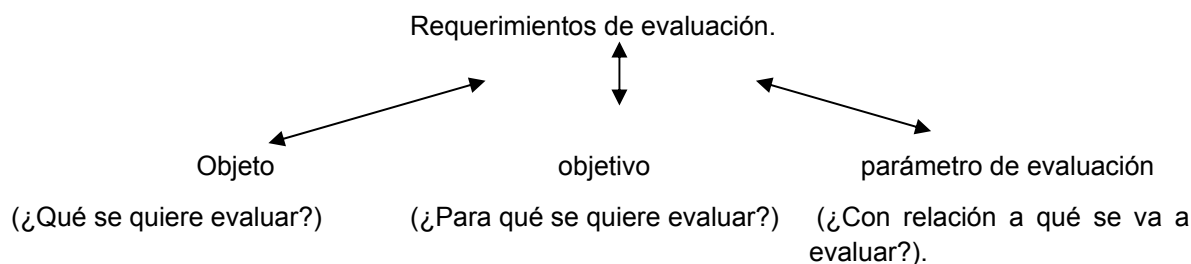 Requerimientos de evaluación.
Objeto objetivo parámetro de evaluación
(¿Qué se quiere evaluar?) (¿Para qué se quiere evaluar?) (¿Con relación a qué se va a
evaluar?).